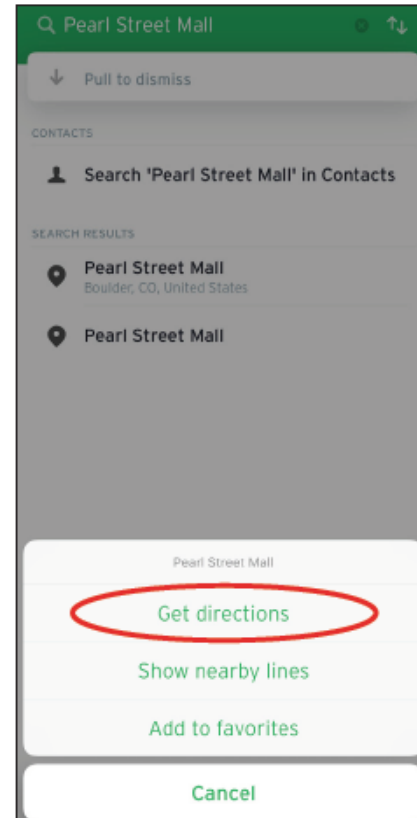 Pearl Street Mall
Pull to dismiss
CONTACTS
Search 'Pearl Street Mall' in Contacts
SEARCH RESULTS
Pearl Street Mall
Boulder, CO, United States
Pearl Street Mall
Pearl Street Mall
Get directions
Show nearby lines
Add to favorites
Cancel